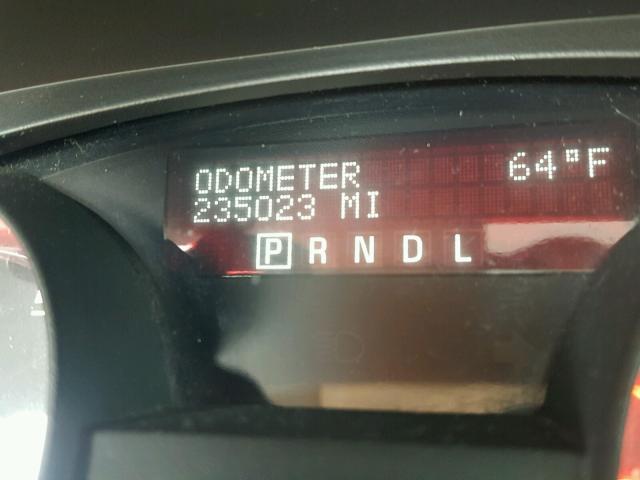 ODOMETER 64°F
235023 MI
P R N D L